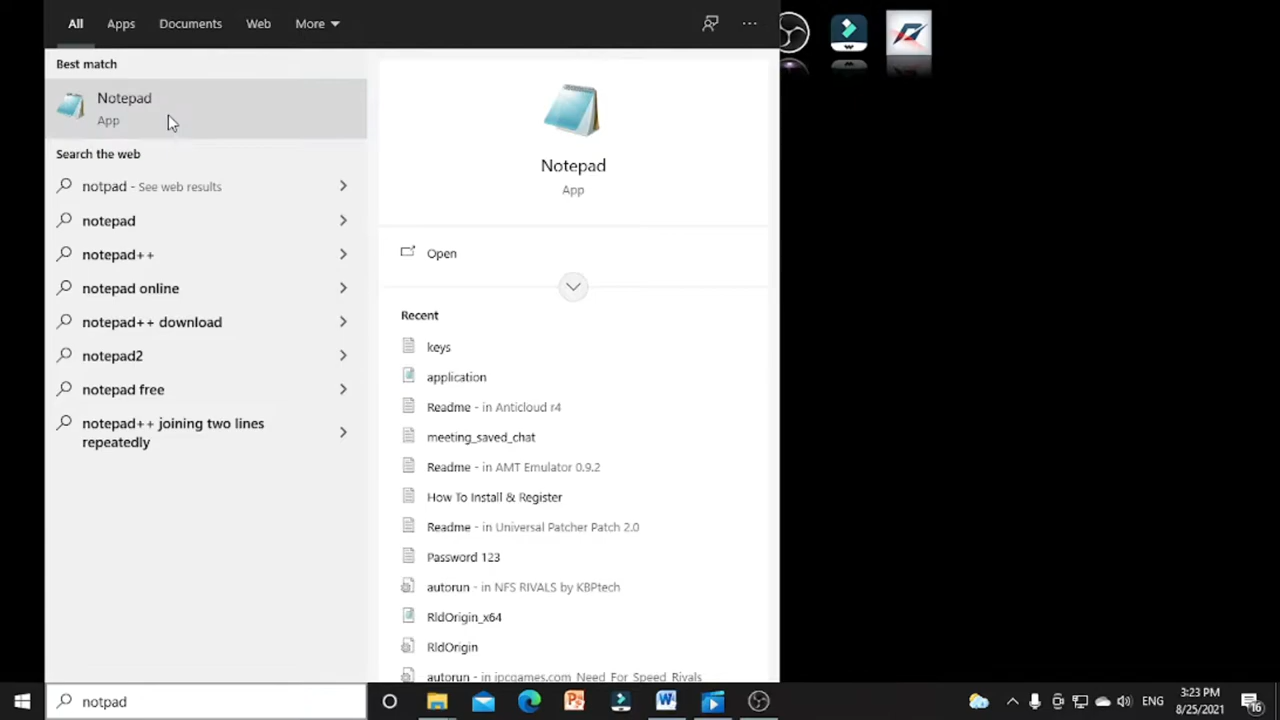 All Apps Documents Web More
Best match
Notepad
App
Search the web
notpad - See web results
notepad
notepad++
notepad online
notepad++ download
notepad2
notepad free
notepad++ joining two lines
repeatedly
Notepad
App
Open
Recent
keys
application
Readme - in Anticloud r4
meeting_saved_chat
Readme - in AMT Emulator 0.9.2
How To Install & Register
Readme - in Universal Patcher Patch 2.0
Password 123
autorun - in NFS RIVALS by KBPtech
RldOrigin_x64
RldOrigin
autorun - in ipcgames.com_Need_For_Speed_Rivals
notpad
ENG
3:23 PM
8/25/2021
16